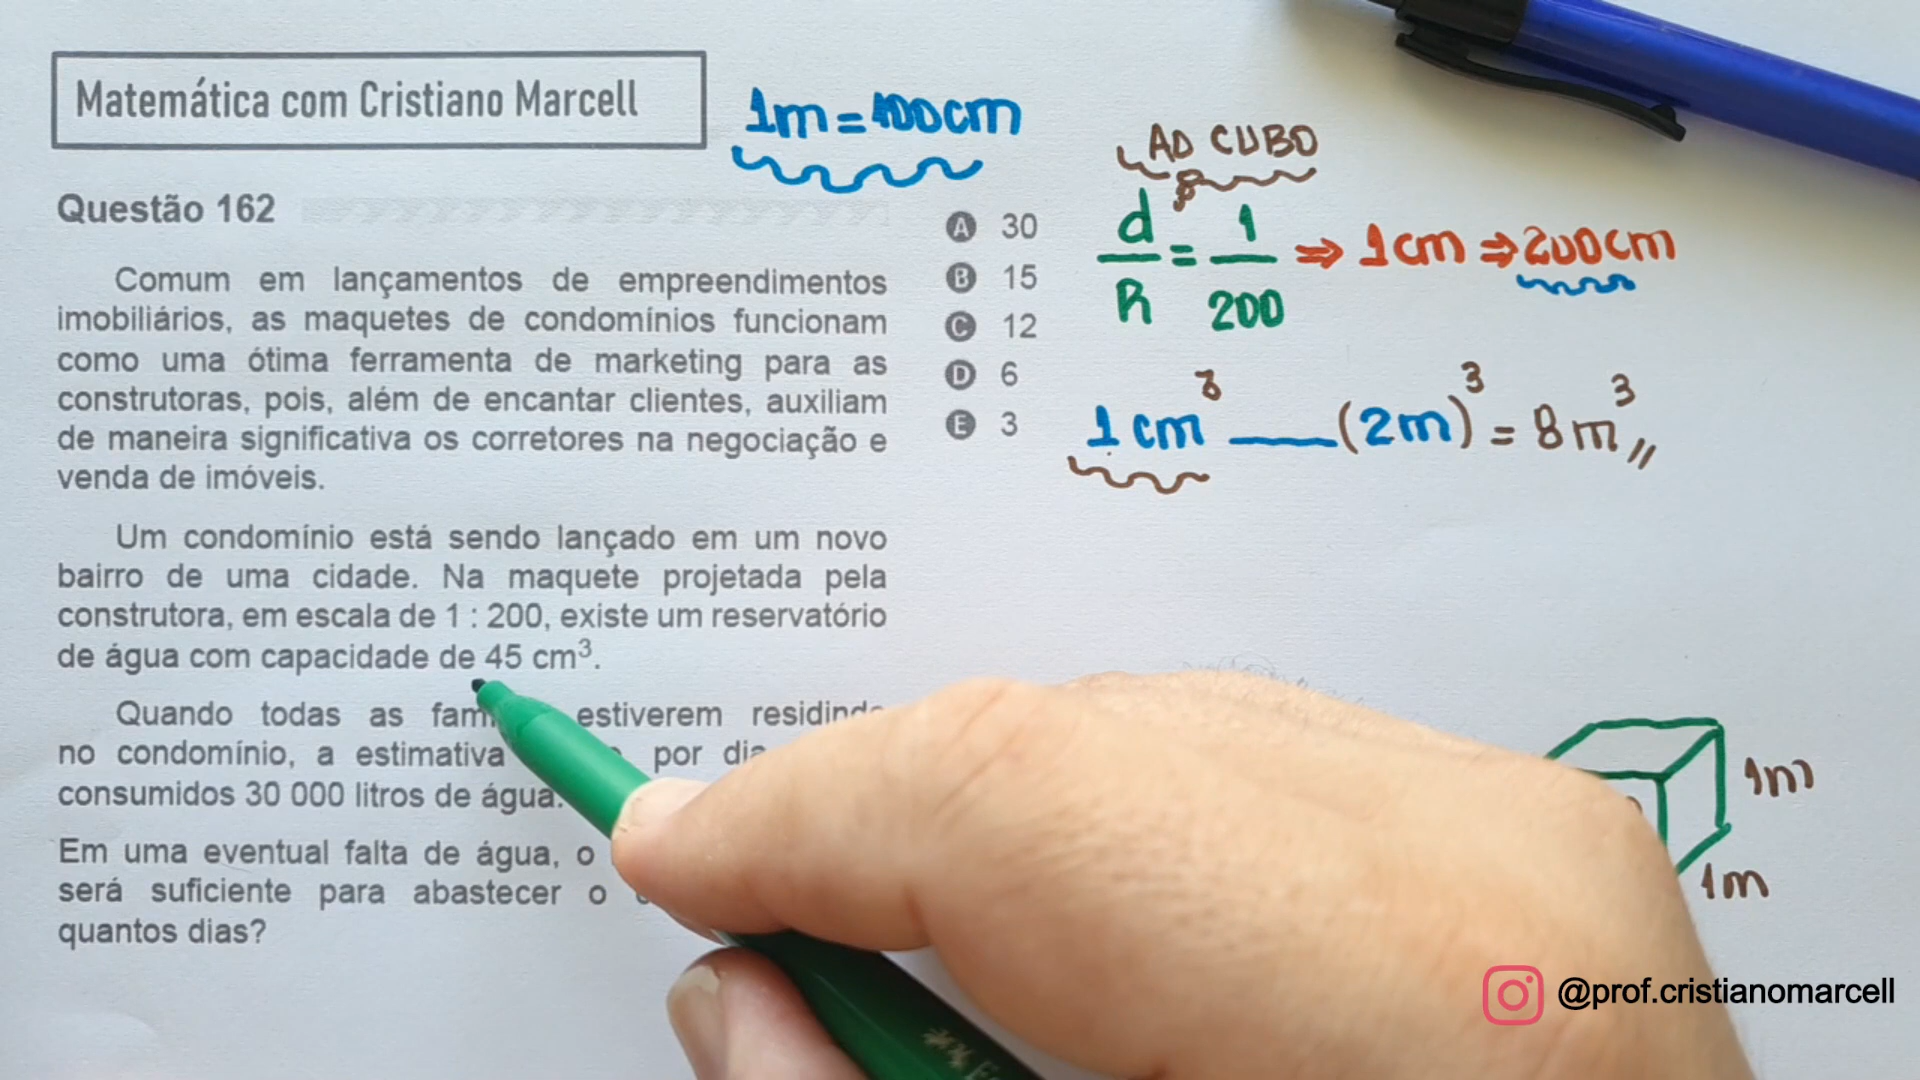 Matemática com Cristiano Marcell
1m = 100cm
Questão 162
Comum em lançamentos de empreendimentos
imobiliários, as maquetes de condomínios funcionam
como uma ótima ferramenta de marketing para as
construtoras, pois, além de encantar clientes, auxiliam
de maneira significativa os corretores na negociação e
venda de imóveis.
Um condomínio está sendo lançado em um novo
bairro de uma cidade. Na maquete projetada pela
construtora, em escala de 1 : 200, existe um reservatório
de água com capacidade de 45 cm³.
Quando todas as estiverem
no condomínio, a estimativa por
consumidos 30 000 litros de água.
Em uma eventual falta de água, o
será suficiente para abastecer o
quantos dias?
A 30
B 15
C 12
D 6
E 3
AO CUBO
d/R = 1/200 ⇒ 1cm ⇒ 200cm
1 cm³ ___ (2m)³ = 8m³
1m
1m
@prof.cristianomarcell